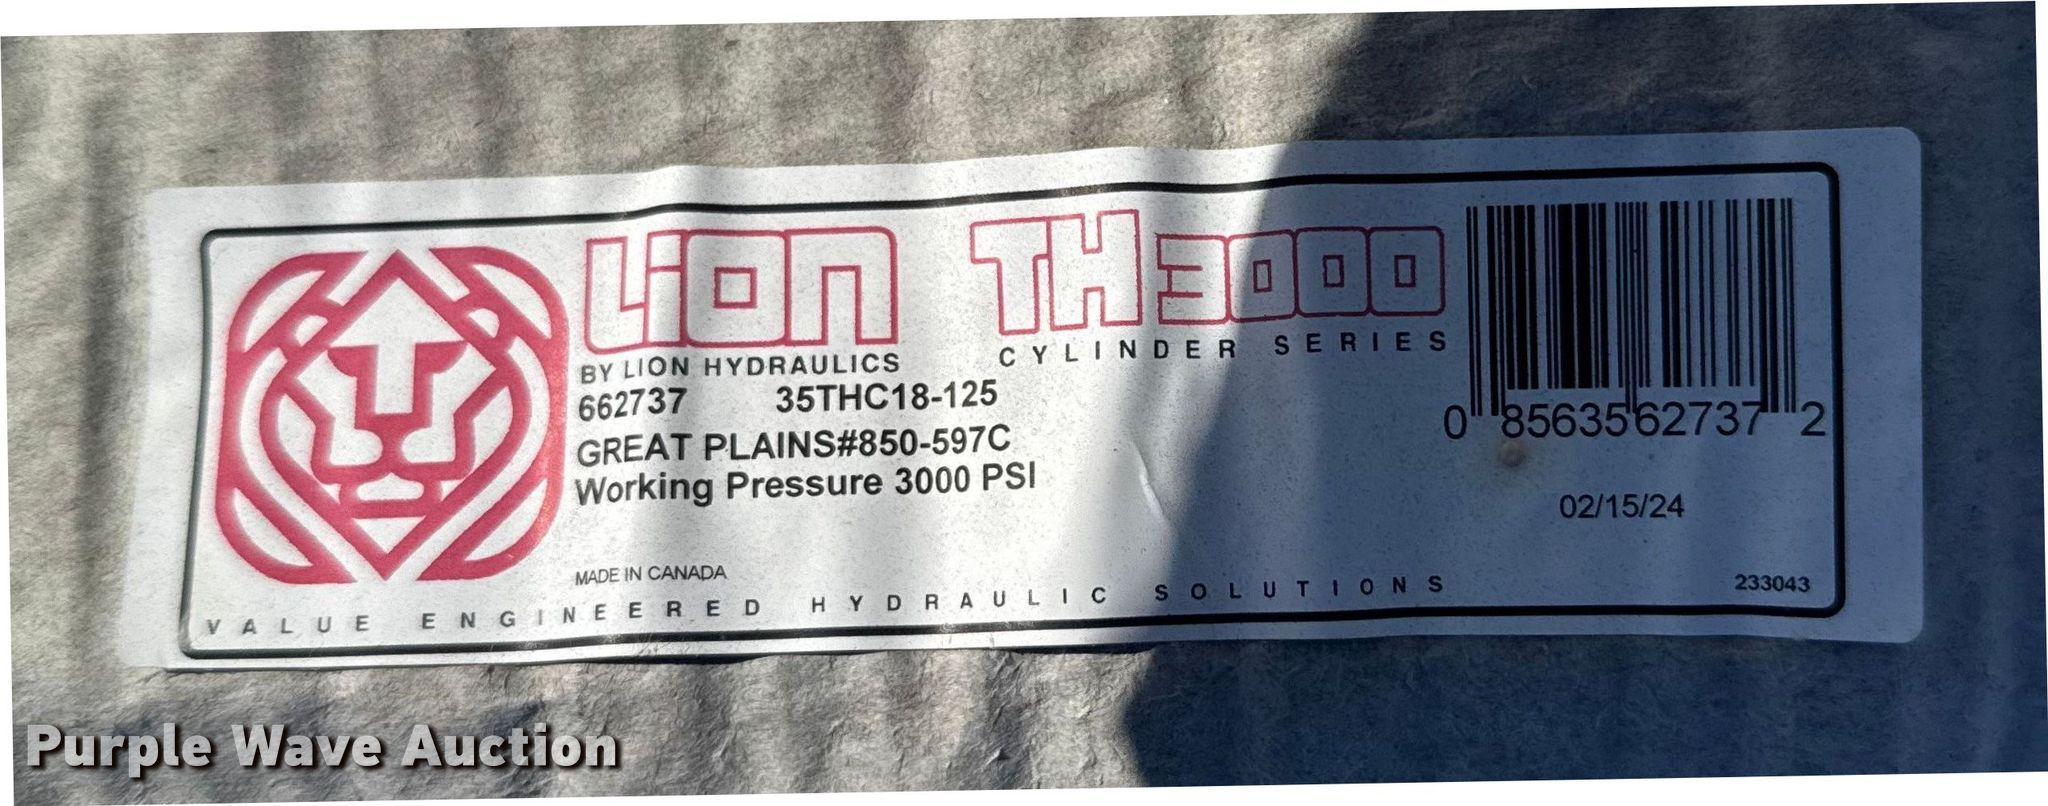 LION TH3000
BY LION HYDRAULICS CYLINDER SERIES
662737 35THC18-125
GREAT PLAINS#850-597C
Working Pressure 3000 PSI
0 85635 62737 2
02/15/24
MADE IN CANADA
233043
VALUE ENGINEERED HYDRAULIC SOLUTIONS
Purple Wave Auction